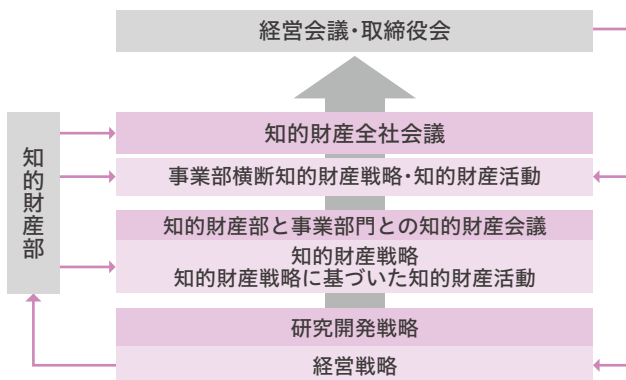 経営会議・取締役会
知的財産部
知的財産全社会議
事業部横断知的財産戦略・知的財産活動
知的財産部と事業部門との知的財産会議
知的財産戦略
知的財産戦略に基づいた知的財産活動
研究開発戦略
経営戦略